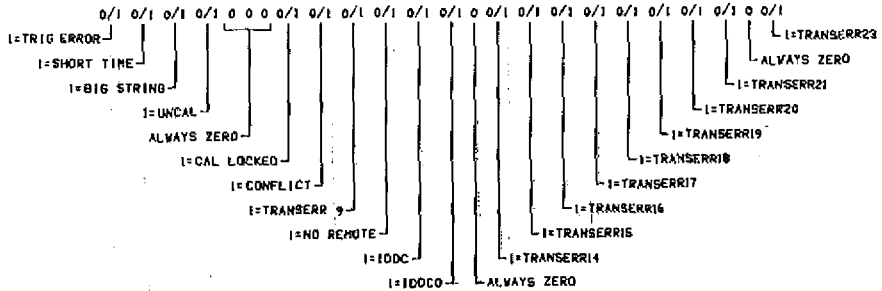 0/1 0/1 0/1 0/1 0 0 0 0/1 0/1 0/1 0/1 0/1 0/1 0 0/1 0/1 0/1 0/1 0/1 0/1 0/1 0/1 0 0/1
1=TRIG ERROR
1=TRANSERR23
1=SHORT TIME
ALWAYS ZERO
1=BIG STRING
1=TRANSERR21
1=UNCAL
1=TRANSERR20
ALWAYS ZERO
1=TRANSERR19
1=CAL LOCKED
1=TRANSERR18
1=CONFLICT
1=TRANSERR17
1=TRANSERR 9
1=TRANSERR16
1=NO REMOTE
1=TRANSERR15
1=IDDC
1=TRANSERR14
1=IDDCO
ALWAYS ZERO